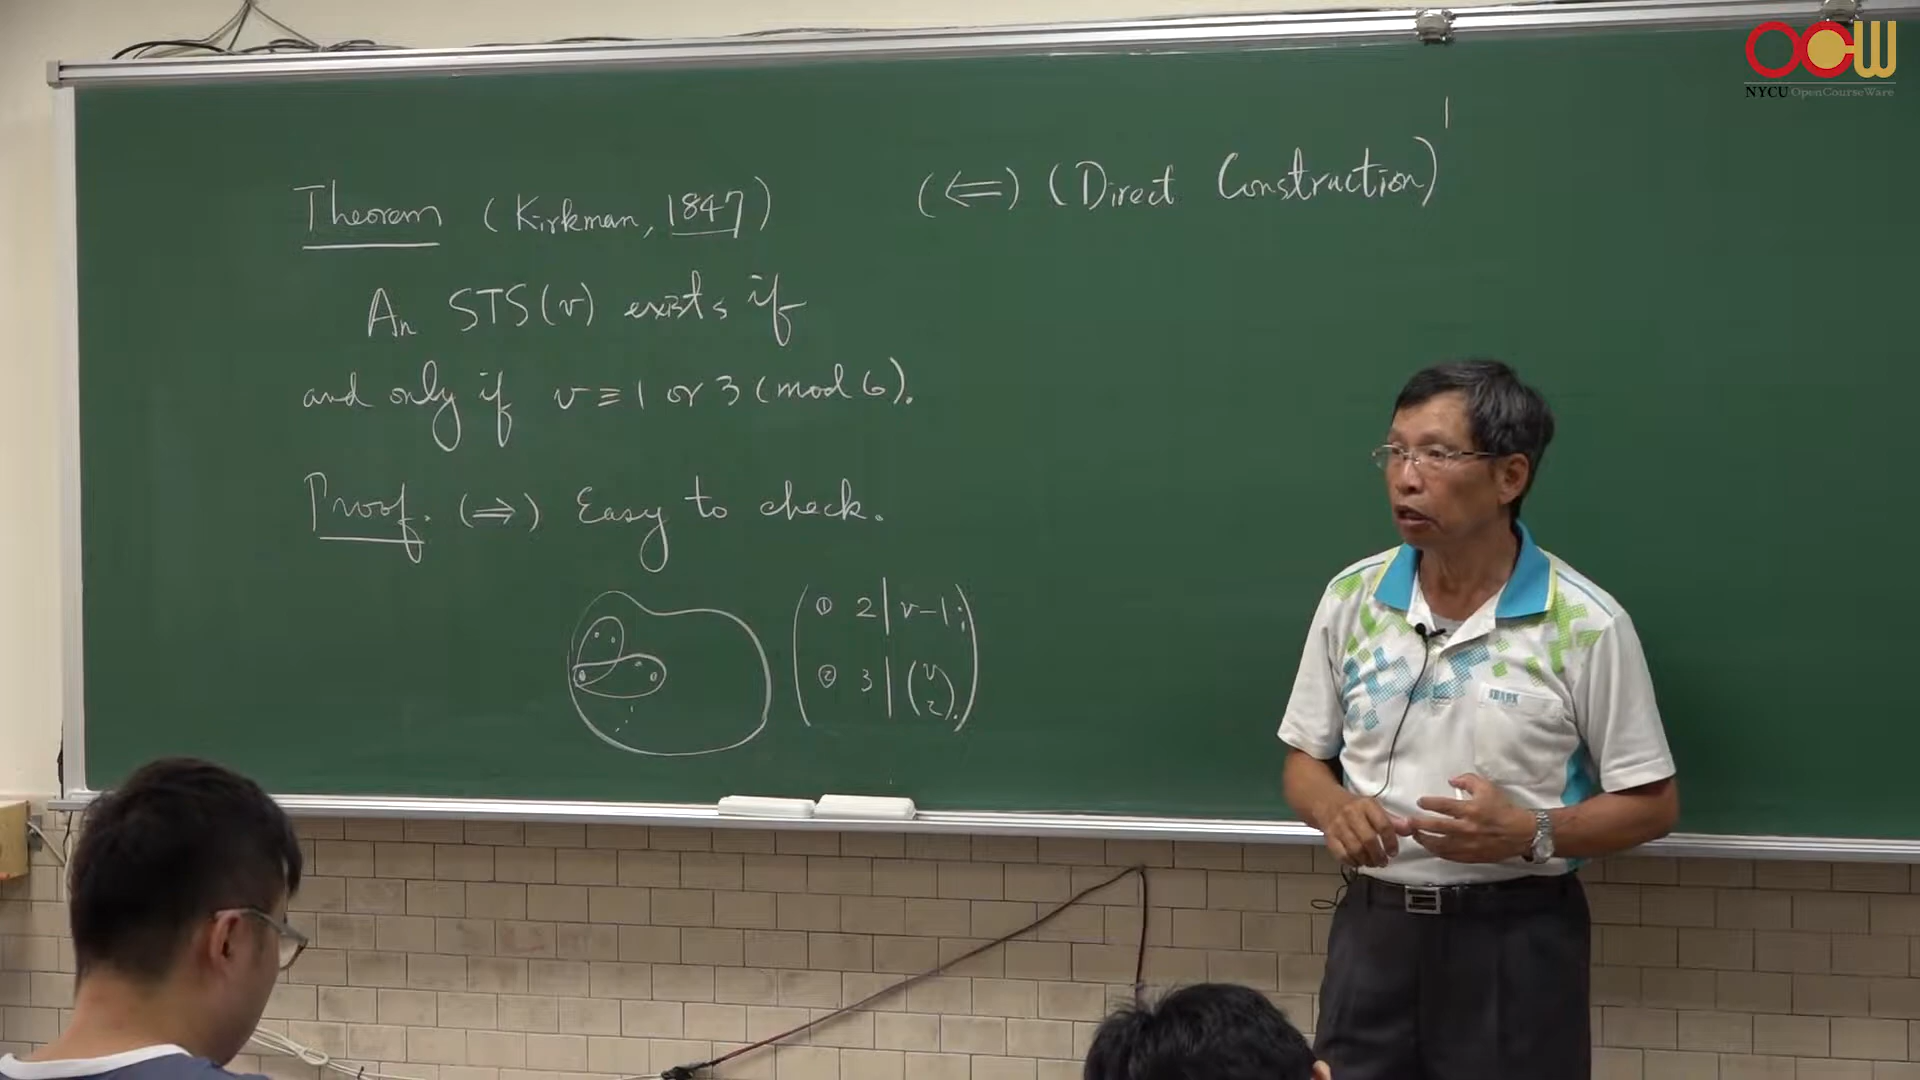 OCW
NYCU OpenCourseWare
Theorem (Kirkman, 1847)
An STS(v) exists if
and only if v ≡ 1 or 3 (mod 6).
Proof. (⇒) Easy to check.
① 2 | v-1;
② 3 | (v 2).
(⇐) (Direct Construction)
SHARK